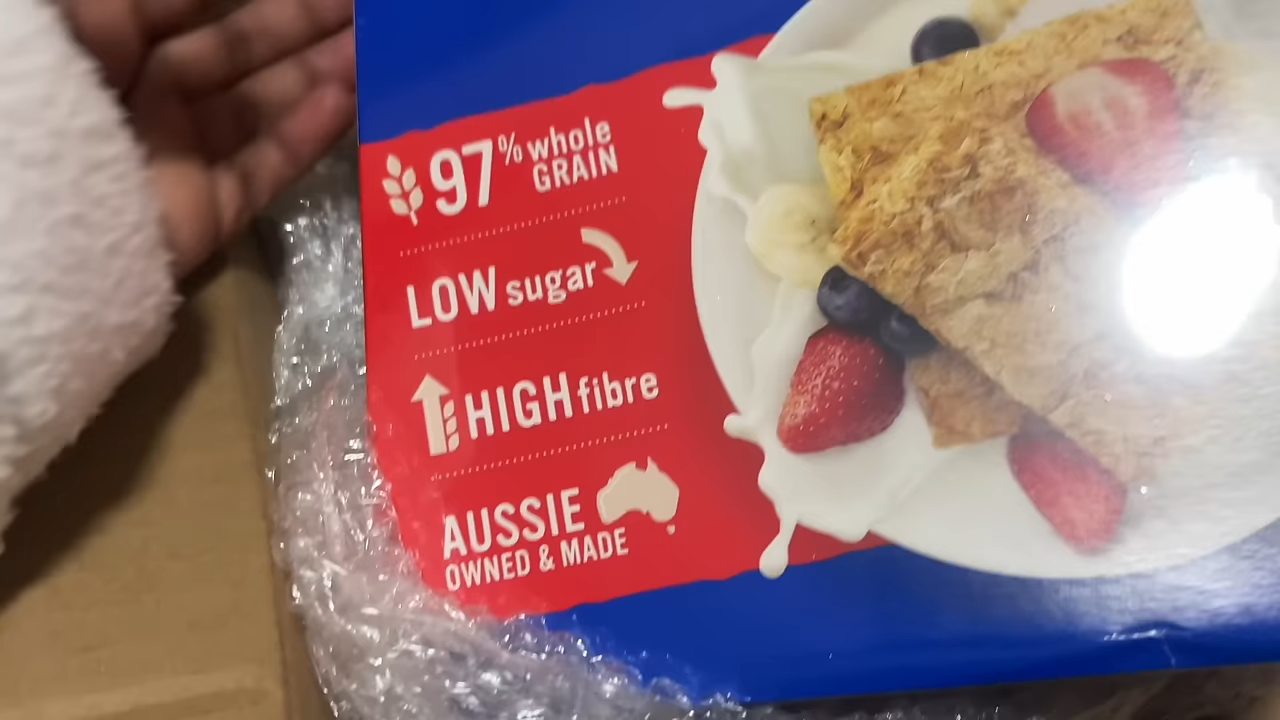 97% whole
GRAIN
LOW sugar
HIGH fibre
AUSSIE
OWNED & MADE